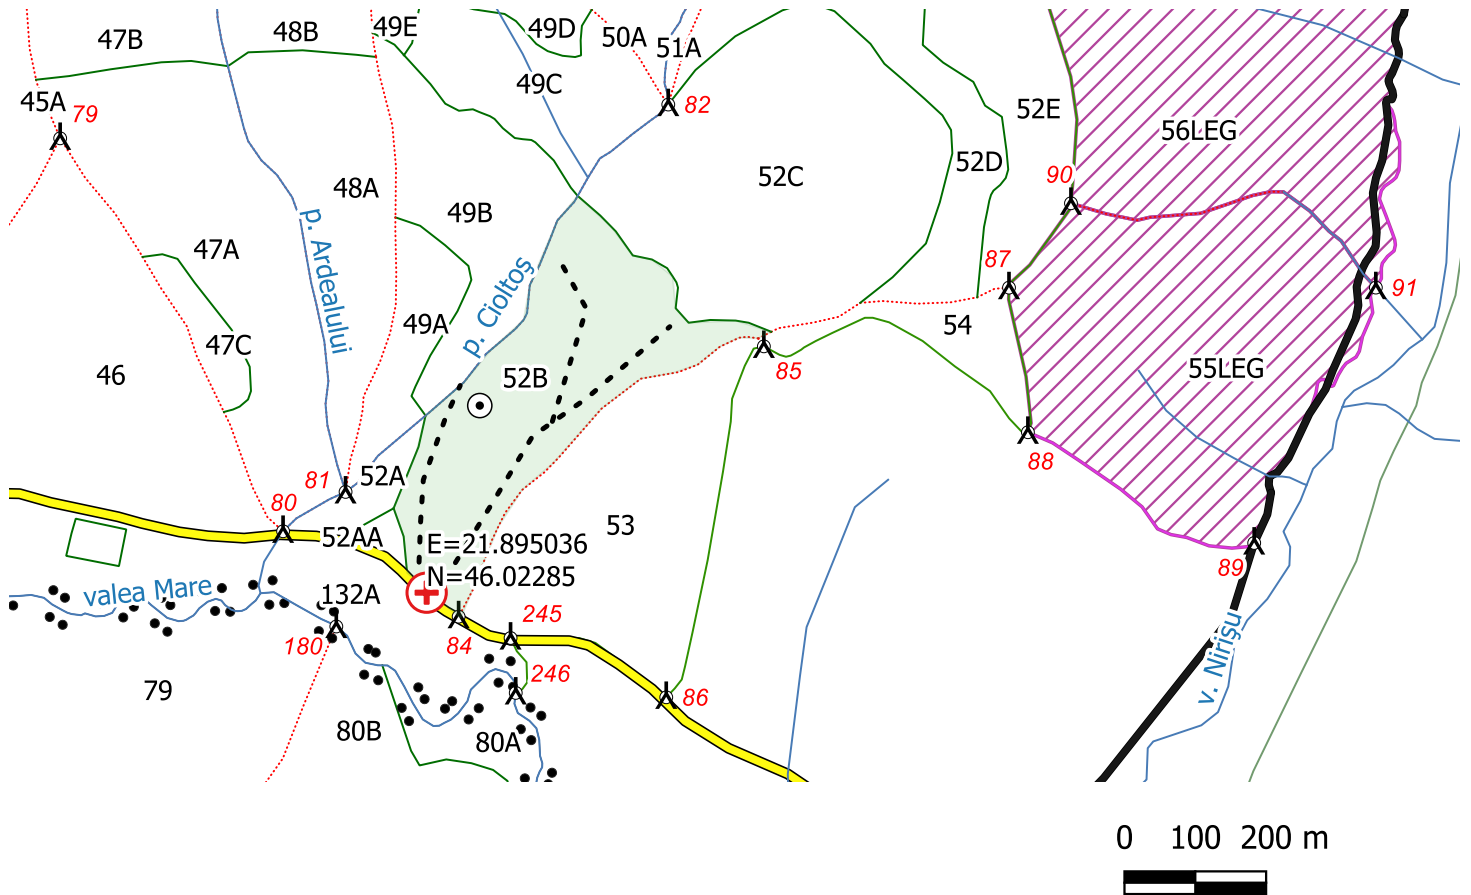 49E
49D
48B
50A
47B
51A
49C
45A
79
82
52E
56LEG
52D
90
52C
48A
49B
p. Ardealului
47A
87
91
p. Cioltoș
49A
54
47C
55LEG
46
52B
85
88
52A
81
80
53
52AA
E=21.895036
N=46.02285
89
valea Mare
132A
245
84
180
v. Nirișu
246
79
86
80B
80A
0 100 200 m